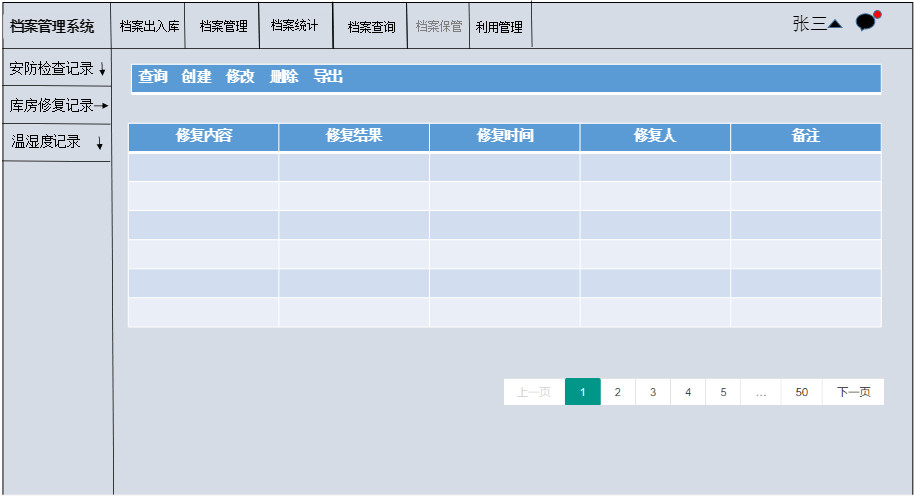 档案管理系统 档案出入库 档案管理 档案统计 档案查询 档案保管 利用管理 张三
安防检查记录
库房修复记录
温湿度记录
查询 创建 修改 删除 导出
修复内容 修复结果 修复时间 修复人 备注
上一页 1 2 3 4 5 … 50 下一页